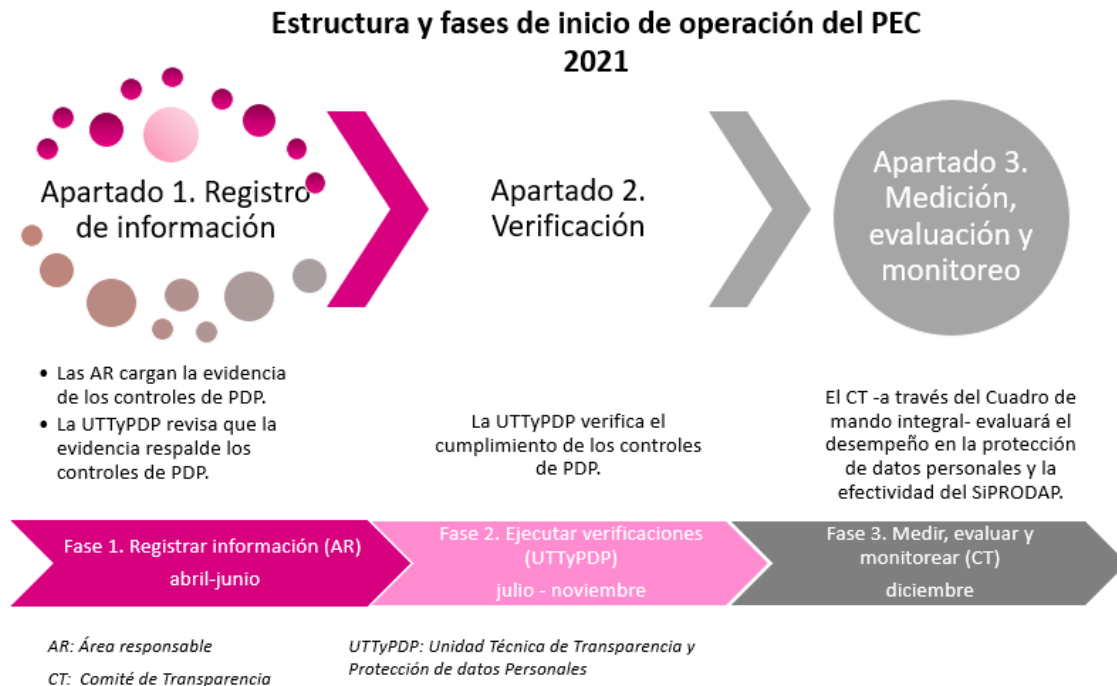 Estructura y fases de inicio de operación del PEC
2021
Apartado 1. Registro
de información
Apartado 2.
Verificación
Apartado 3.
Medición,
evaluación y
monitoreo
• Las AR cargan la evidencia
de los controles de PDP.
• La UTTyPDP revisa que la
evidencia respalde los
controles de PDP.
La UTTyPDP verifica el
cumplimiento de los controles
de PDP.
El CT -a través del Cuadro de
mando integral- evaluará el
desempeño en la protección
de datos personales y la
efectividad del SiPRODAP.
Fase 1. Registrar información (AR)
abril-junio
Fase 2. Ejecutar verificaciones
(UTTyPDP)
julio - noviembre
Fase 3. Medir, evaluar y
monitorear (CT)
diciembre
AR: Área responsable
CT: Comité de Transparencia
UTTyPDP: Unidad Técnica de Transparencia y
Protección de datos Personales